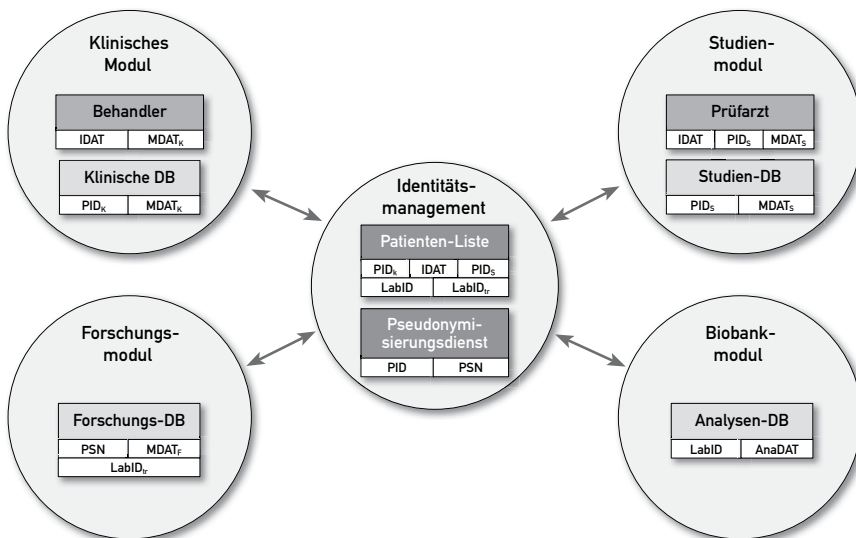 Klinisches
Modul
Behandler
IDAT MDATK
Klinische DB
PIDK MDATK
Studien-
modul
Prüfarzt
IDAT PIDS MDATS
Studien-DB
PIDS MDATS
Identitäts-
management
Patienten-Liste
PIDk IDAT PIDS
LabID LabIDtr
Pseudonymi-
sierungsdienst
PID PSN
Forschungs-
modul
Forschungs-DB
PSN MDATF
LabIDtr
Biobank-
modul
Analysen-DB
LabID AnaDAT